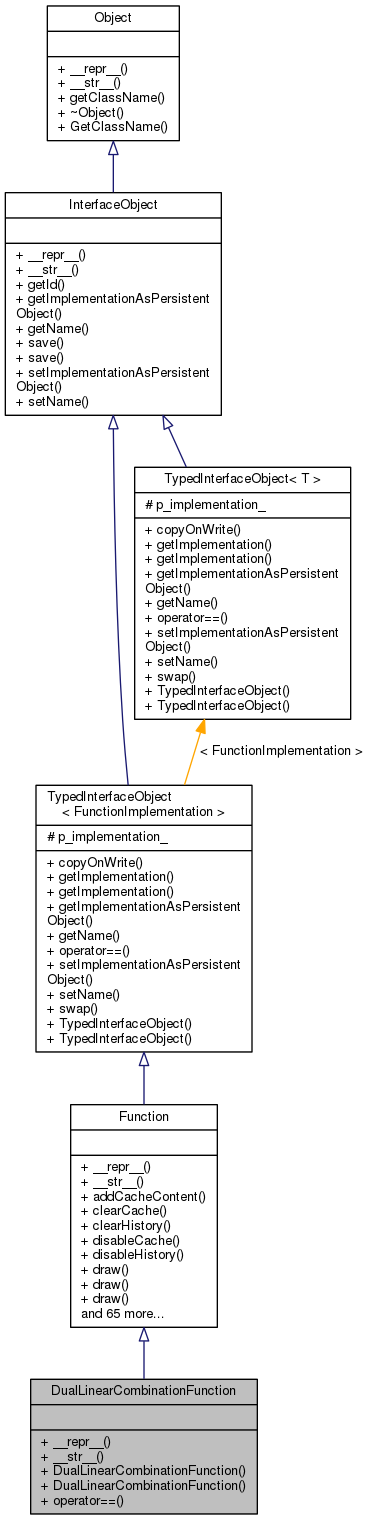 Object
+ __repr__()
+ __str__()
+ getClassName()
+ ~Object()
+ GetClassName()
InterfaceObject
+ __repr__()
+ __str__()
+ getId()
+ getImplementationAsPersistent
Object()
+ getName()
+ save()
+ save()
+ setImplementationAsPersistent
Object()
+ setName()
TypedInterfaceObject< T >
# p_implementation_
+ copyOnWrite()
+ getImplementation()
+ getImplementation()
+ getImplementationAsPersistent
Object()
+ getName()
+ operator==()
+ setImplementationAsPersistent
Object()
+ setName()
+ swap()
+ TypedInterfaceObject()
+ TypedInterfaceObject()
< FunctionImplementation >
TypedInterfaceObject
< FunctionImplementation >
# p_implementation_
+ copyOnWrite()
+ getImplementation()
+ getImplementation()
+ getImplementationAsPersistent
Object()
+ getName()
+ operator==()
+ setImplementationAsPersistent
Object()
+ setName()
+ swap()
+ TypedInterfaceObject()
+ TypedInterfaceObject()
Function
+ __repr__()
+ __str__()
+ addCacheContent()
+ clearCache()
+ clearHistory()
+ disableCache()
+ disableHistory()
+ draw()
+ draw()
+ draw()
and 65 more...
DualLinearCombinationFunction
+ __repr__()
+ __str__()
+ DualLinearCombinationFunction()
+ DualLinearCombinationFunction()
+ operator==()